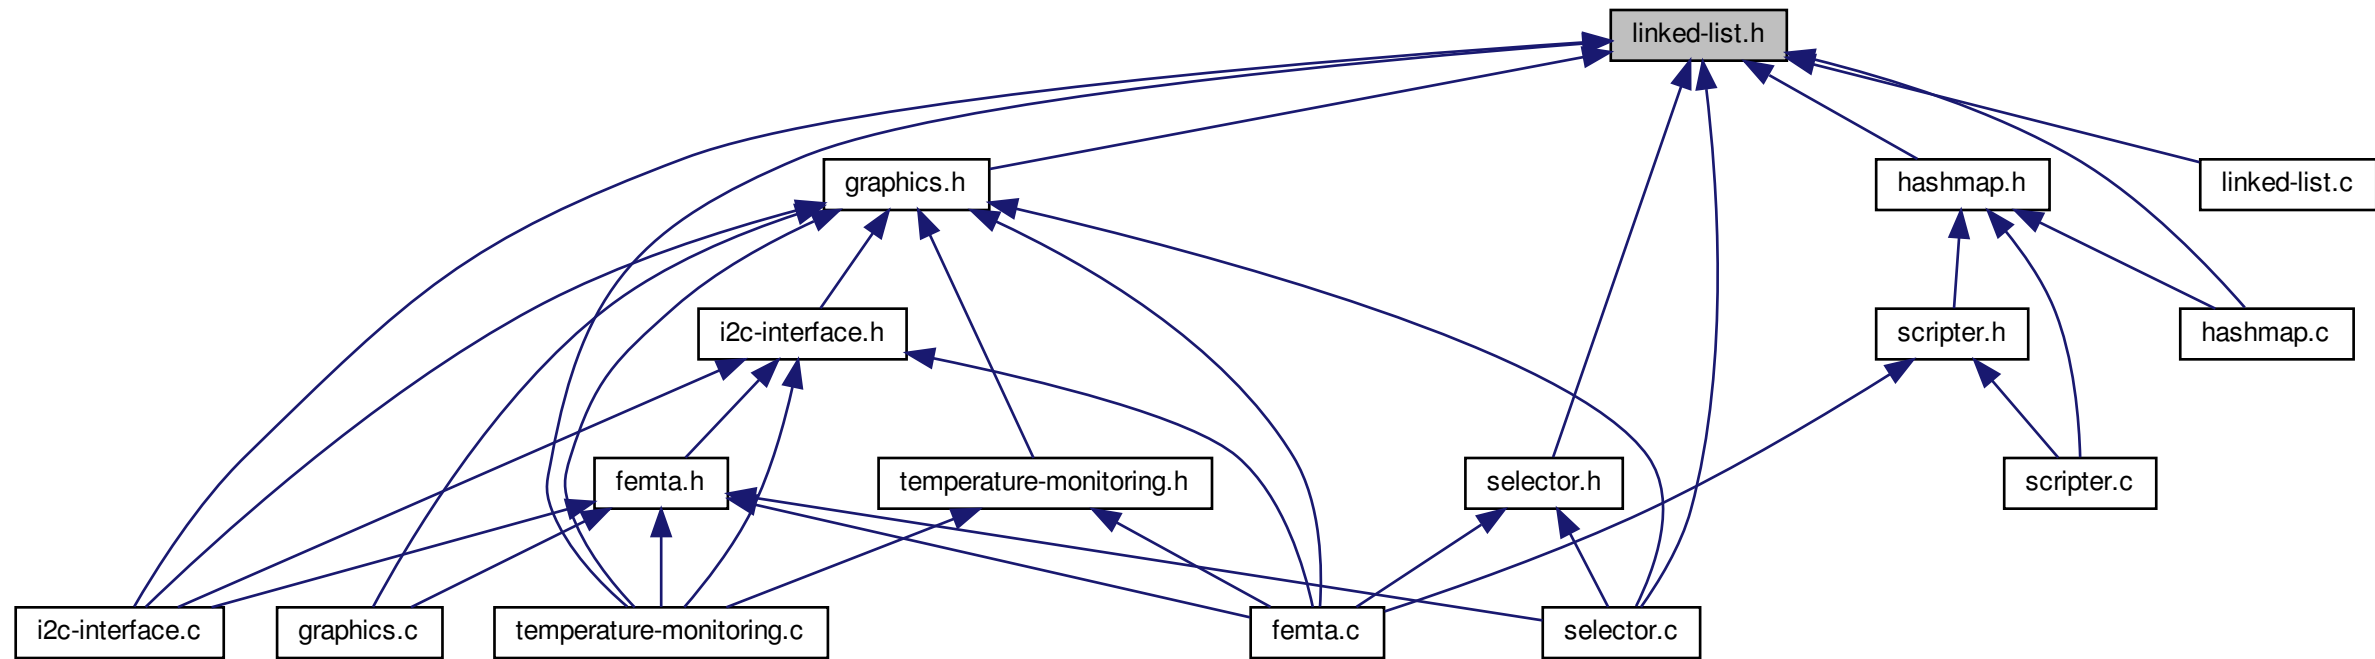 linked-list.h
graphics.h
hashmap.h
linked-list.c
i2c-interface.h
scripter.h
hashmap.c
femta.h
temperature-monitoring.h
selector.h
scripter.c
i2c-interface.c
graphics.c
temperature-monitoring.c
femta.c
selector.c